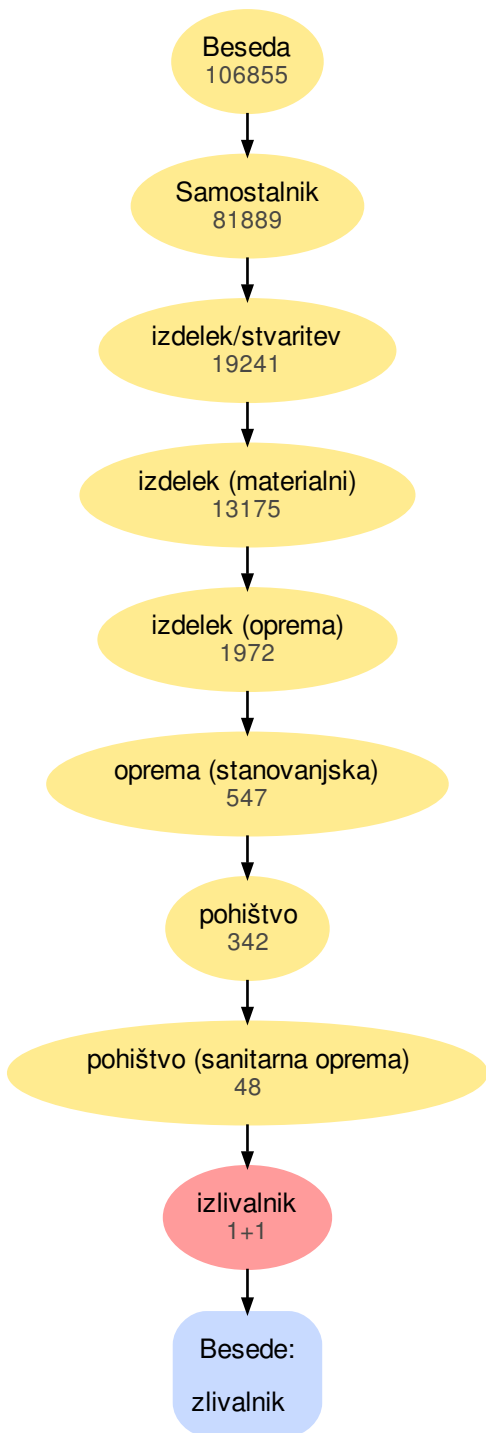 Beseda
106855
Samostalnik
81889
izdelek/stvaritev
19241
izdelek (materialni)
13175
izdelek (oprema)
1972
oprema (stanovanjska)
547
pohištvo
342
pohištvo (sanitarna oprema)
48
izlivalnik
1+1
Besede:
zlivalnik